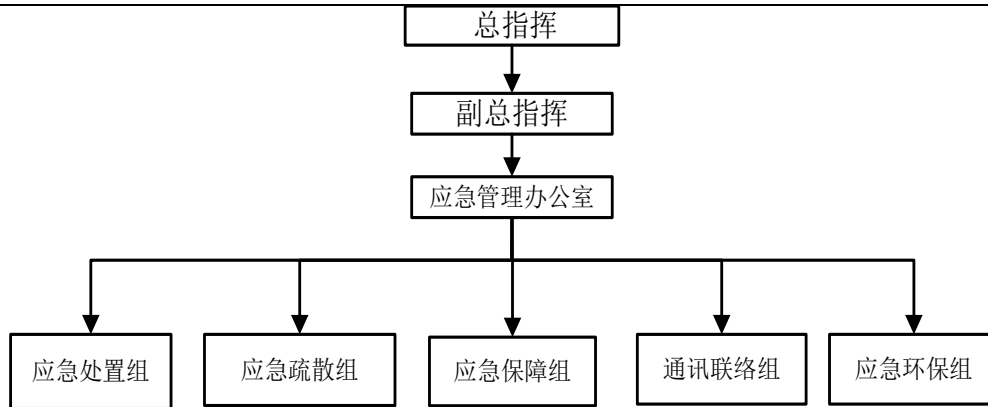 总指挥
副总指挥
应急管理办公室
应急处置组
应急疏散组
应急保障组
通讯联络组
应急环保组